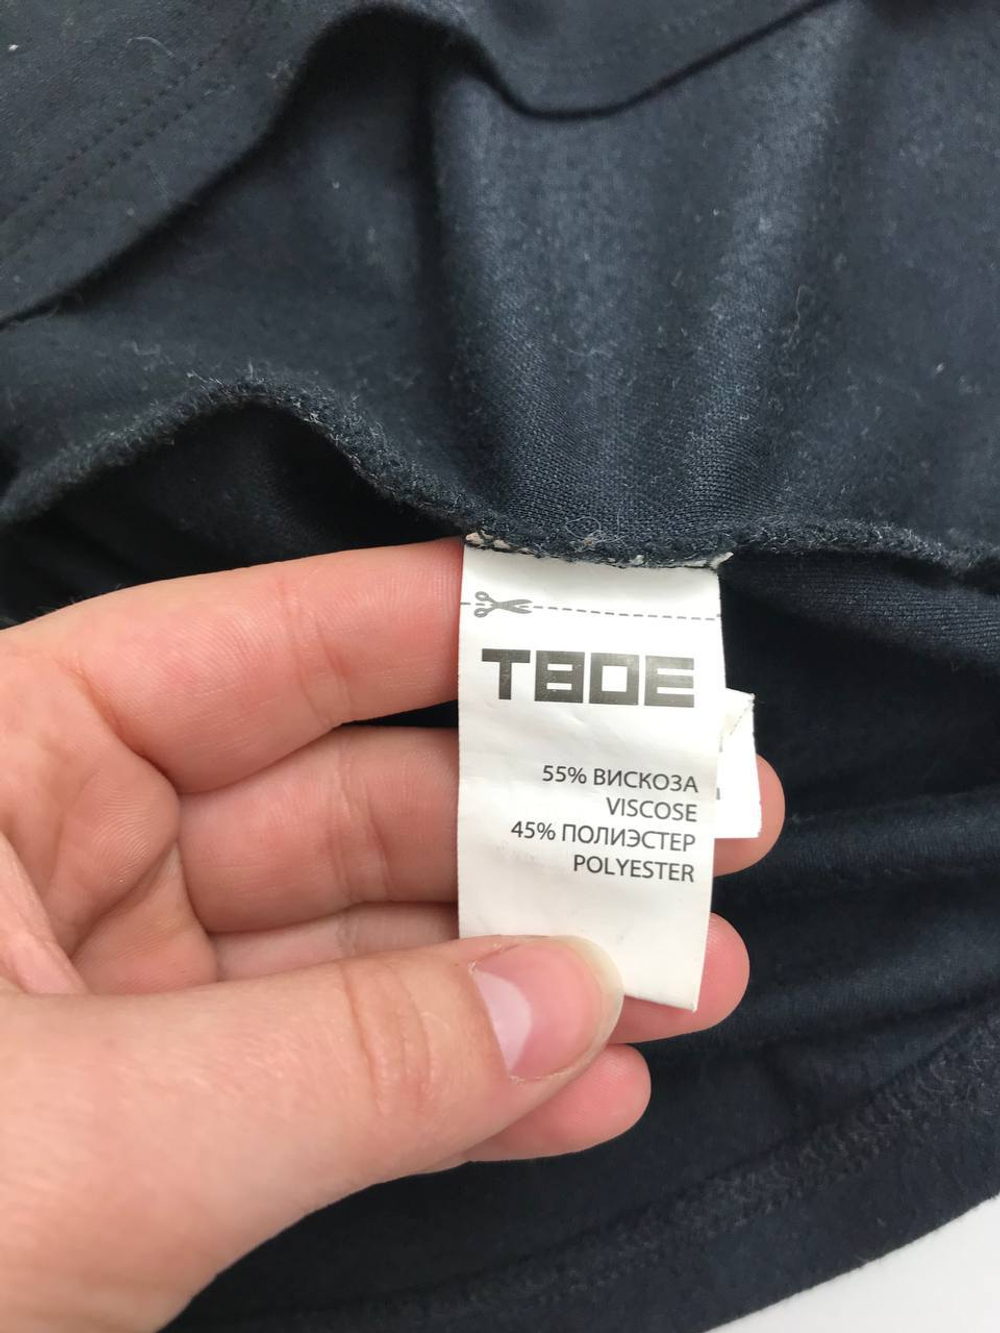 ТВОЕ
55% ВИСКОЗА
VISCOSE
45% ПОЛИЭСТЕР
POLYESTER